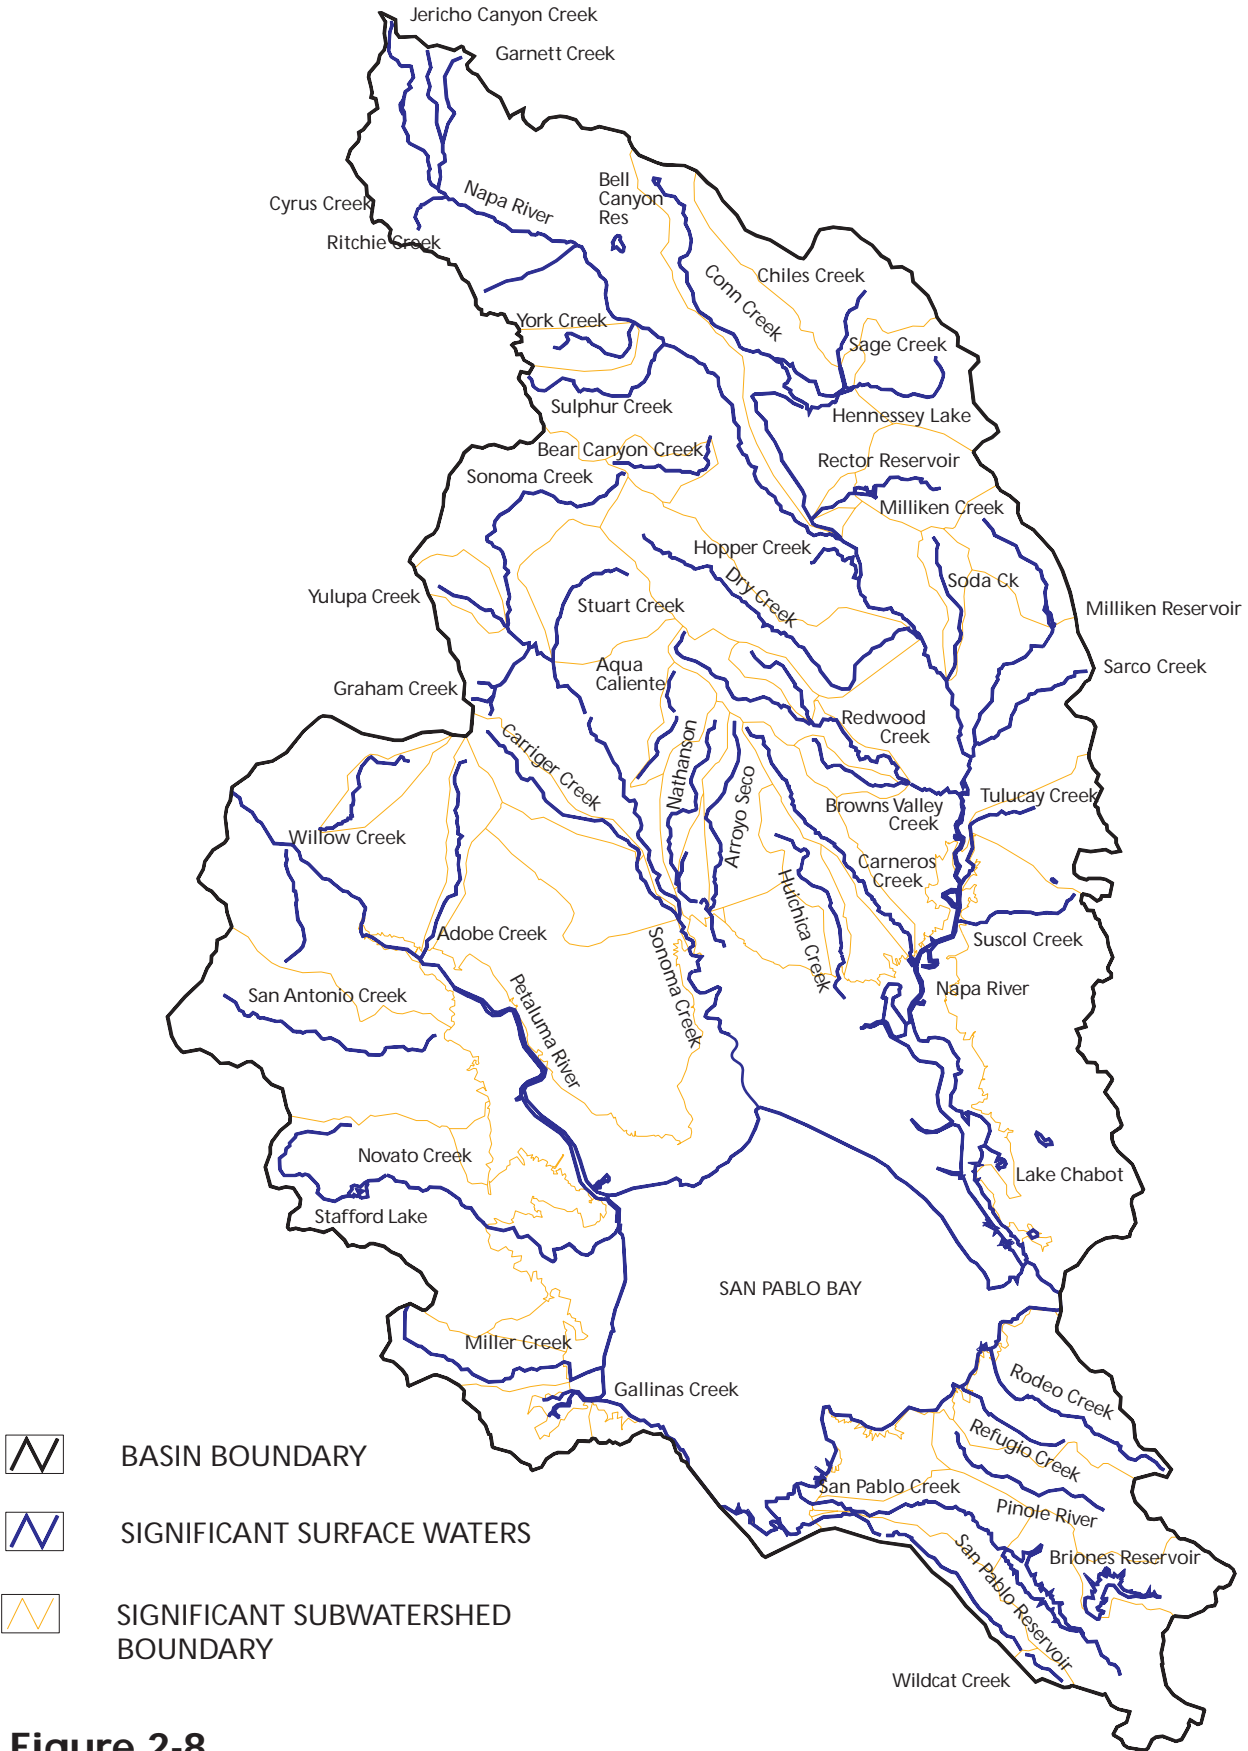 Jericho Canyon Creek
Garnett Creek
Cyrus Creek
Napa River
Bell
Canyon
Res
Ritchie Creek
Conn Creek
Chiles Creek
York Creek
Sage Creek
Sulphur Creek
Hennessey Lake
Bear Canyon Creek
Sonoma Creek
Rector Reservoir
Milliken Creek
Hopper Creek
Dry Creek
Soda Ck
Yulupa Creek
Stuart Creek
Milliken Reservoir
Aqua
Caliente
Sarco Creek
Graham Creek
Redwood
Creek
Carriger Creek
Nathanson
Arroyo Seco
Browns Valley
Creek
Tulucay Creek
Willow Creek
Carneros
Creek
Huichica Creek
Adobe Creek
Sonoma Creek
Suscol Creek
San Antonio Creek
Petaluma River
Napa River
Novato Creek
Lake Chabot
Stafford Lake
SAN PABLO BAY
Miller Creek
Gallinas Creek
Rodeo Creek
Refugio Creek
San Pablo Creek
Pinole River
Briones Reservoir
San Pablo Reservoir
Wildcat Creek
BASIN BOUNDARY
SIGNIFICANT SURFACE WATERS
SIGNIFICANT SUBWATERSHED
BOUNDARY
Figure 2-8